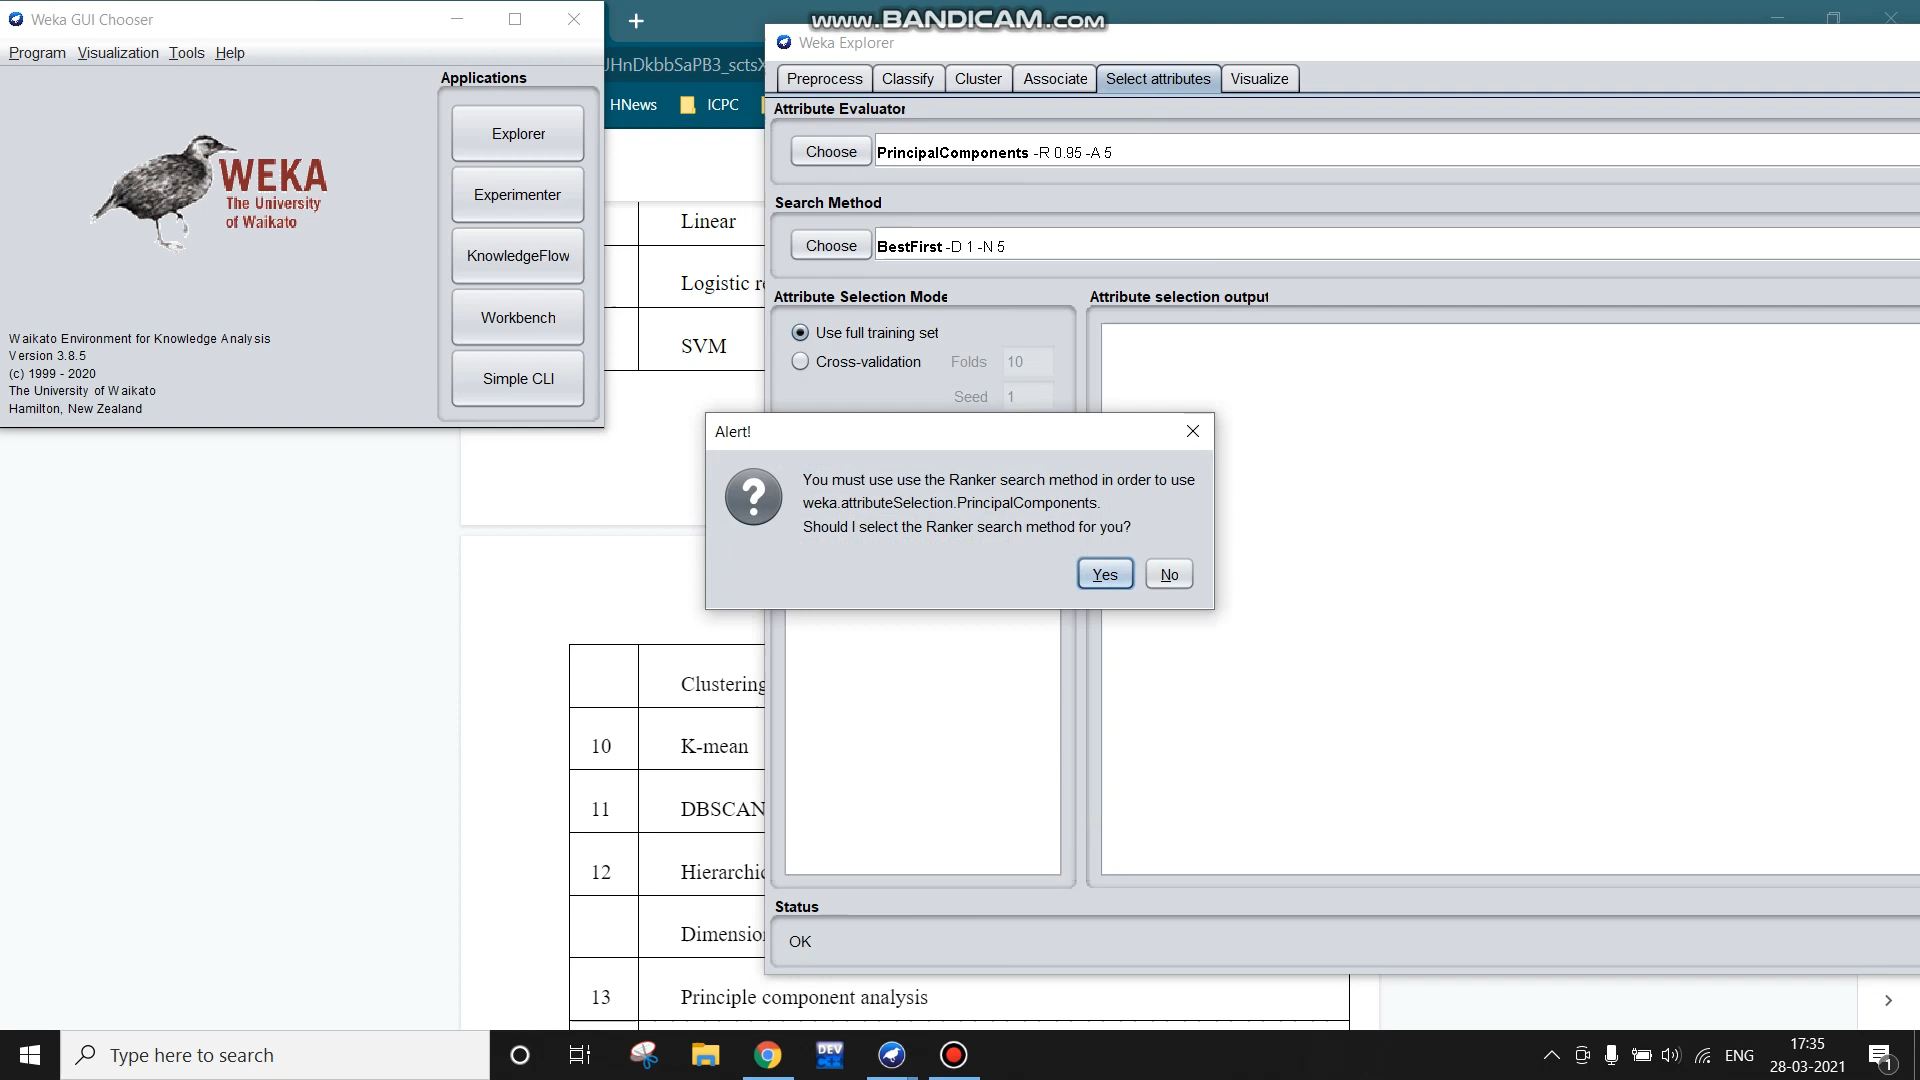 Weka GUI Chooser
Program Visualization Tools Help
Applications
Explorer
Experimenter
KnowledgeFlow
Workbench
Simple CLI
WEKA
The University
of Waikato
Waikato Environment for Knowledge Analysis
Version 3.8.5
(c) 1999 - 2020
The University of Waikato
Hamilton, New Zealand
www.BANDICAM.com
HNews ICPC
Linear
Logistic re
SVM
Clustering
10 K-mean
11 DBSCAN
12 Hierarchic
Dimension
13 Principle component analysis
Weka Explorer
Preprocess Classify Cluster Associate Select attributes Visualize
Attribute Evaluator
Choose PrincipalComponents -R 0.95 -A 5
Search Method
Choose BestFirst -D 1 -N 5
Attribute Selection Mode
Use full training set
Cross-validation Folds 10
Seed 1
Attribute selection output
Alert!
You must use use the Ranker search method in order to use
weka.attributeSelection.PrincipalComponents.
Should I select the Ranker search method for you?
Yes No
Status
OK
Type here to search
DEV
ENG
17:35
28-03-2021
1